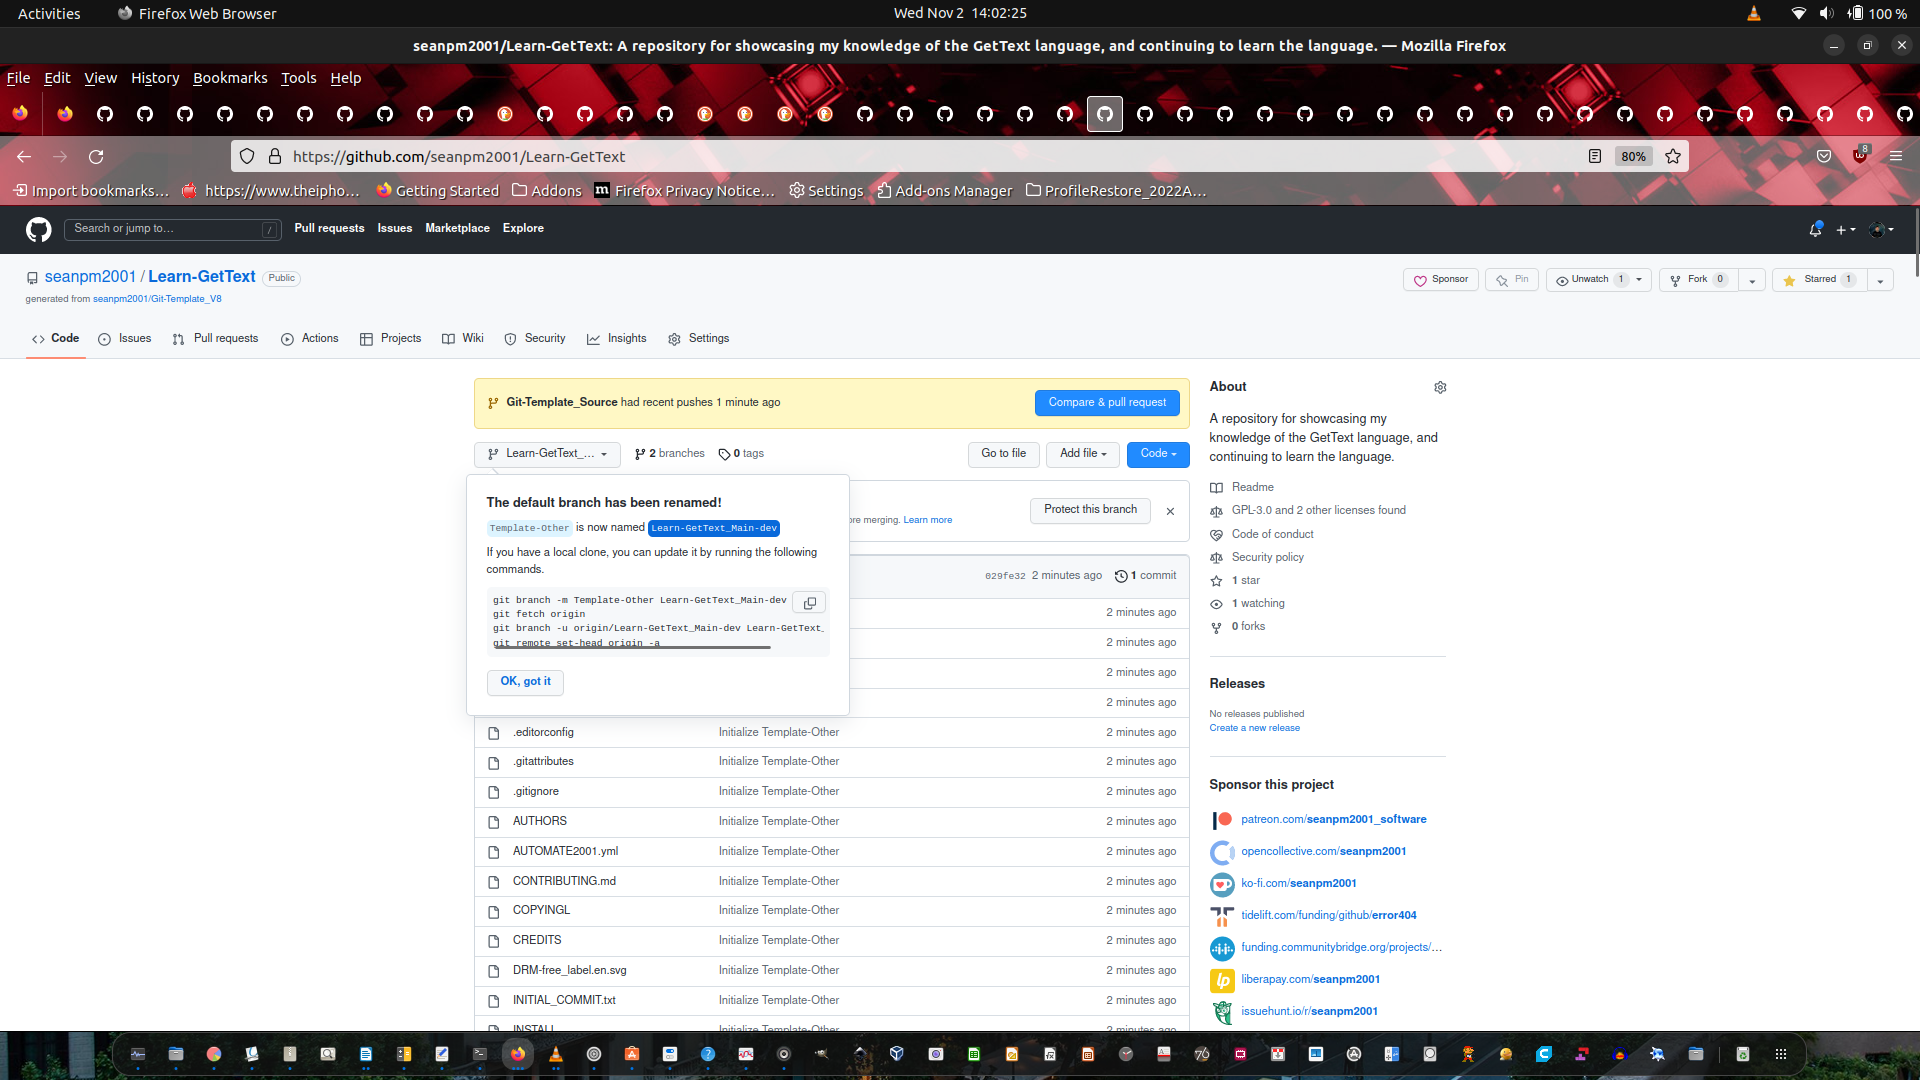 Activities Firefox Web Browser Wed Nov 2 14:02:25 100 %
seanpm2001/Learn-GetText: A repository for showcasing my knowledge of the GetText language, and continuing to learn the language. — Mozilla Firefox
File Edit View History Bookmarks Tools Help
https://github.com/seanpm2001/Learn-GetText 80% 8
Import bookmarks… https://www.theipho… Getting Started Addons Firefox Privacy Notice… Settings Add-ons Manager ProfileRestore_2022A…
Search or jump to… / Pull requests Issues Marketplace Explore
seanpm2001 / Learn-GetText Public
Sponsor Pin Unwatch 1 Fork 0 Starred 1
generated from seanpm2001/Git-Template_V8
Code Issues Pull requests Actions Projects Wiki Security Insights Settings
Git-Template_Source had recent pushes 1 minute ago Compare & pull request
Learn-GetText_… 2 branches 0 tags Go to file Add file Code
The default branch has been renamed!
Template-Other is now named Learn-GetText_Main-dev
If you have a local clone, you can update it by running the following
commands.
git branch -m Template-Other Learn-GetText_Main-dev
git fetch origin
git branch -u origin/Learn-GetText_Main-dev Learn-GetText_
git remote set-head origin -a
OK, got it
Protect this branch
ore merging. Learn more
029fe32 2 minutes ago 1 commit
2 minutes ago
2 minutes ago
2 minutes ago
2 minutes ago
.editorconfig Initialize Template-Other 2 minutes ago
.gitattributes Initialize Template-Other 2 minutes ago
.gitignore Initialize Template-Other 2 minutes ago
AUTHORS Initialize Template-Other 2 minutes ago
AUTOMATE2001.yml Initialize Template-Other 2 minutes ago
CONTRIBUTING.md Initialize Template-Other 2 minutes ago
COPYINGL Initialize Template-Other 2 minutes ago
CREDITS Initialize Template-Other 2 minutes ago
DRM-free_label.en.svg Initialize Template-Other 2 minutes ago
INITIAL_COMMIT.txt Initialize Template-Other 2 minutes ago
INSTALL Initialize Template-Other 2 minutes ago
About
A repository for showcasing my
knowledge of the GetText language, and
continuing to learn the language.
Readme
GPL-3.0 and 2 other licenses found
Code of conduct
Security policy
1 star
1 watching
0 forks
Releases
No releases published
Create a new release
Sponsor this project
patreon.com/seanpm2001_software
opencollective.com/seanpm2001
ko-fi.com/seanpm2001
tidelift.com/funding/github/error404
funding.communitybridge.org/projects/…
liberapay.com/seanpm2001
issuehunt.io/r/seanpm2001